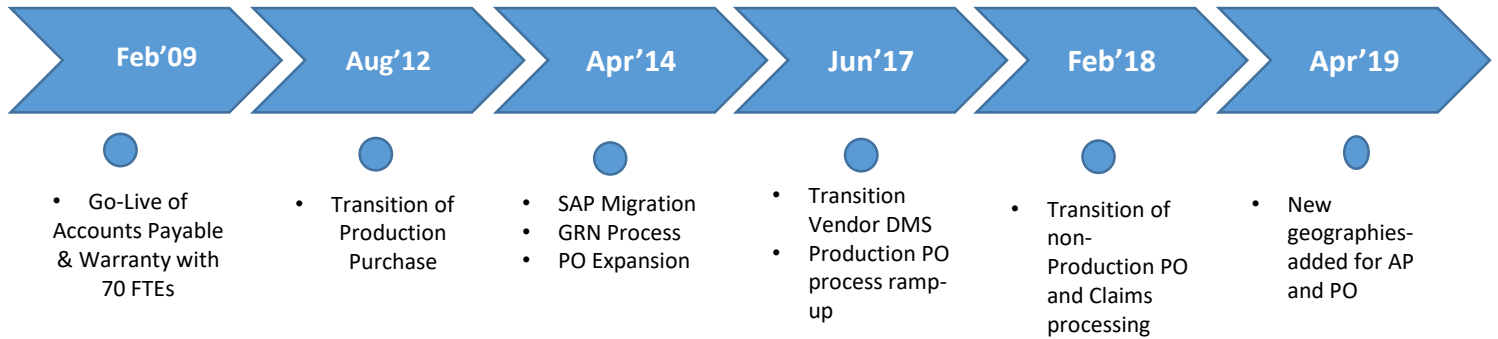 Feb’09
Aug’12
Apr’14
Jun’17
Feb’18
Apr’19
• Go-Live of
Accounts Payable
& Warranty with
70 FTEs
• Transition of
Production
Purchase
• SAP Migration
• GRN Process
• PO Expansion
• Transition
Vendor DMS
• Production PO
process ramp-
up
• Transition of
non-
Production PO
and Claims
processing
• New
geographies-
added for AP
and PO